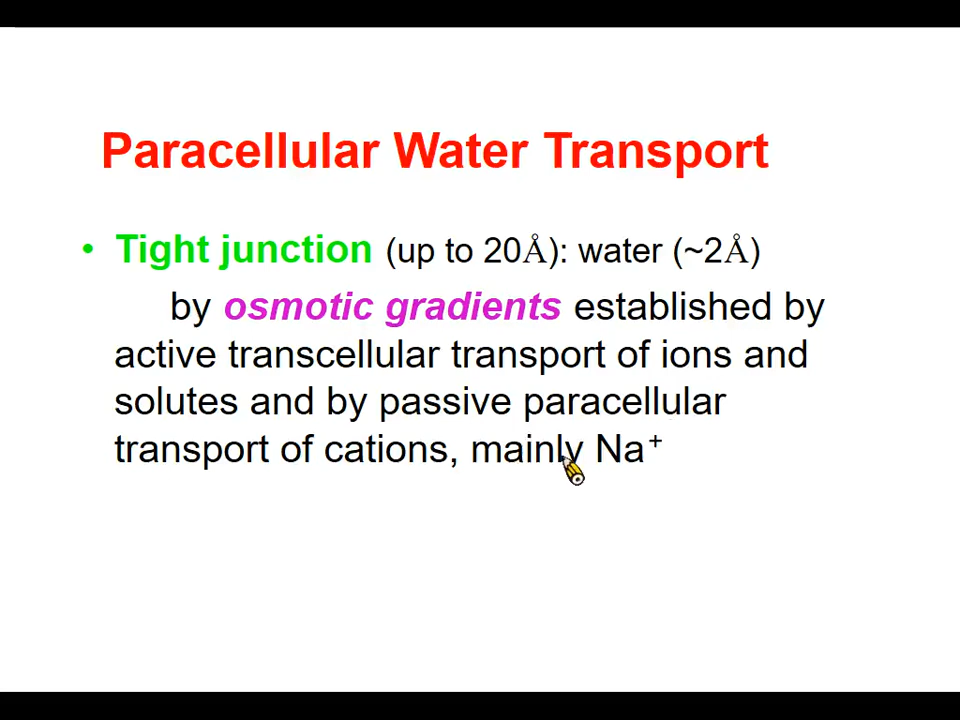 Paracellular Water Transport
• Tight junction (up to 20Å): water (~2Å)
by osmotic gradients established by
active transcellular transport of ions and
solutes and by passive paracellular
transport of cations, mainly Na⁺